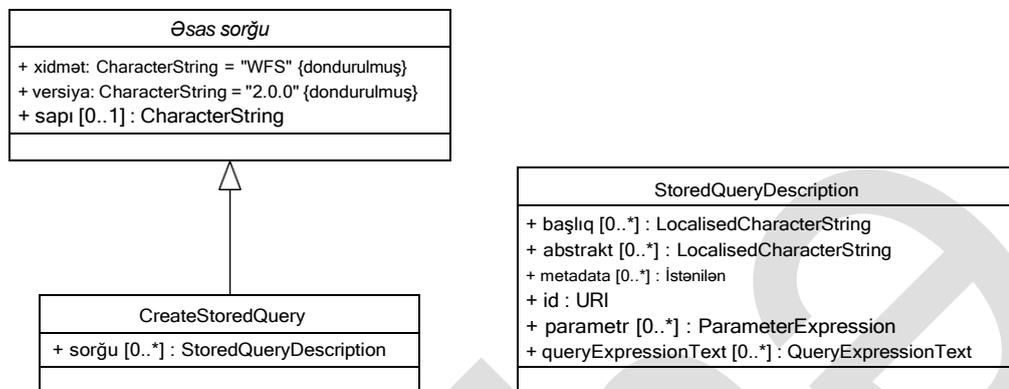 Əsas sorğu
+ xidmət: CharacterString = "WFS" {dondurulmuş}
+ versiya: CharacterString = "2.0.0" {dondurulmuş}
+ sapı [0..1] : CharacterString
StoredQueryDescription
+ başlıq [0..*] : LocalisedCharacterString
+ abstrakt [0..*] : LocalisedCharacterString
+ metadata [0..*] : İstənilən
+ id : URI
+ parametr [0..*] : ParameterExpression
+ queryExpressionText [0..*] : QueryExpressionText
CreateStoredQuery
+ sorğu [0..*] : StoredQueryDescription